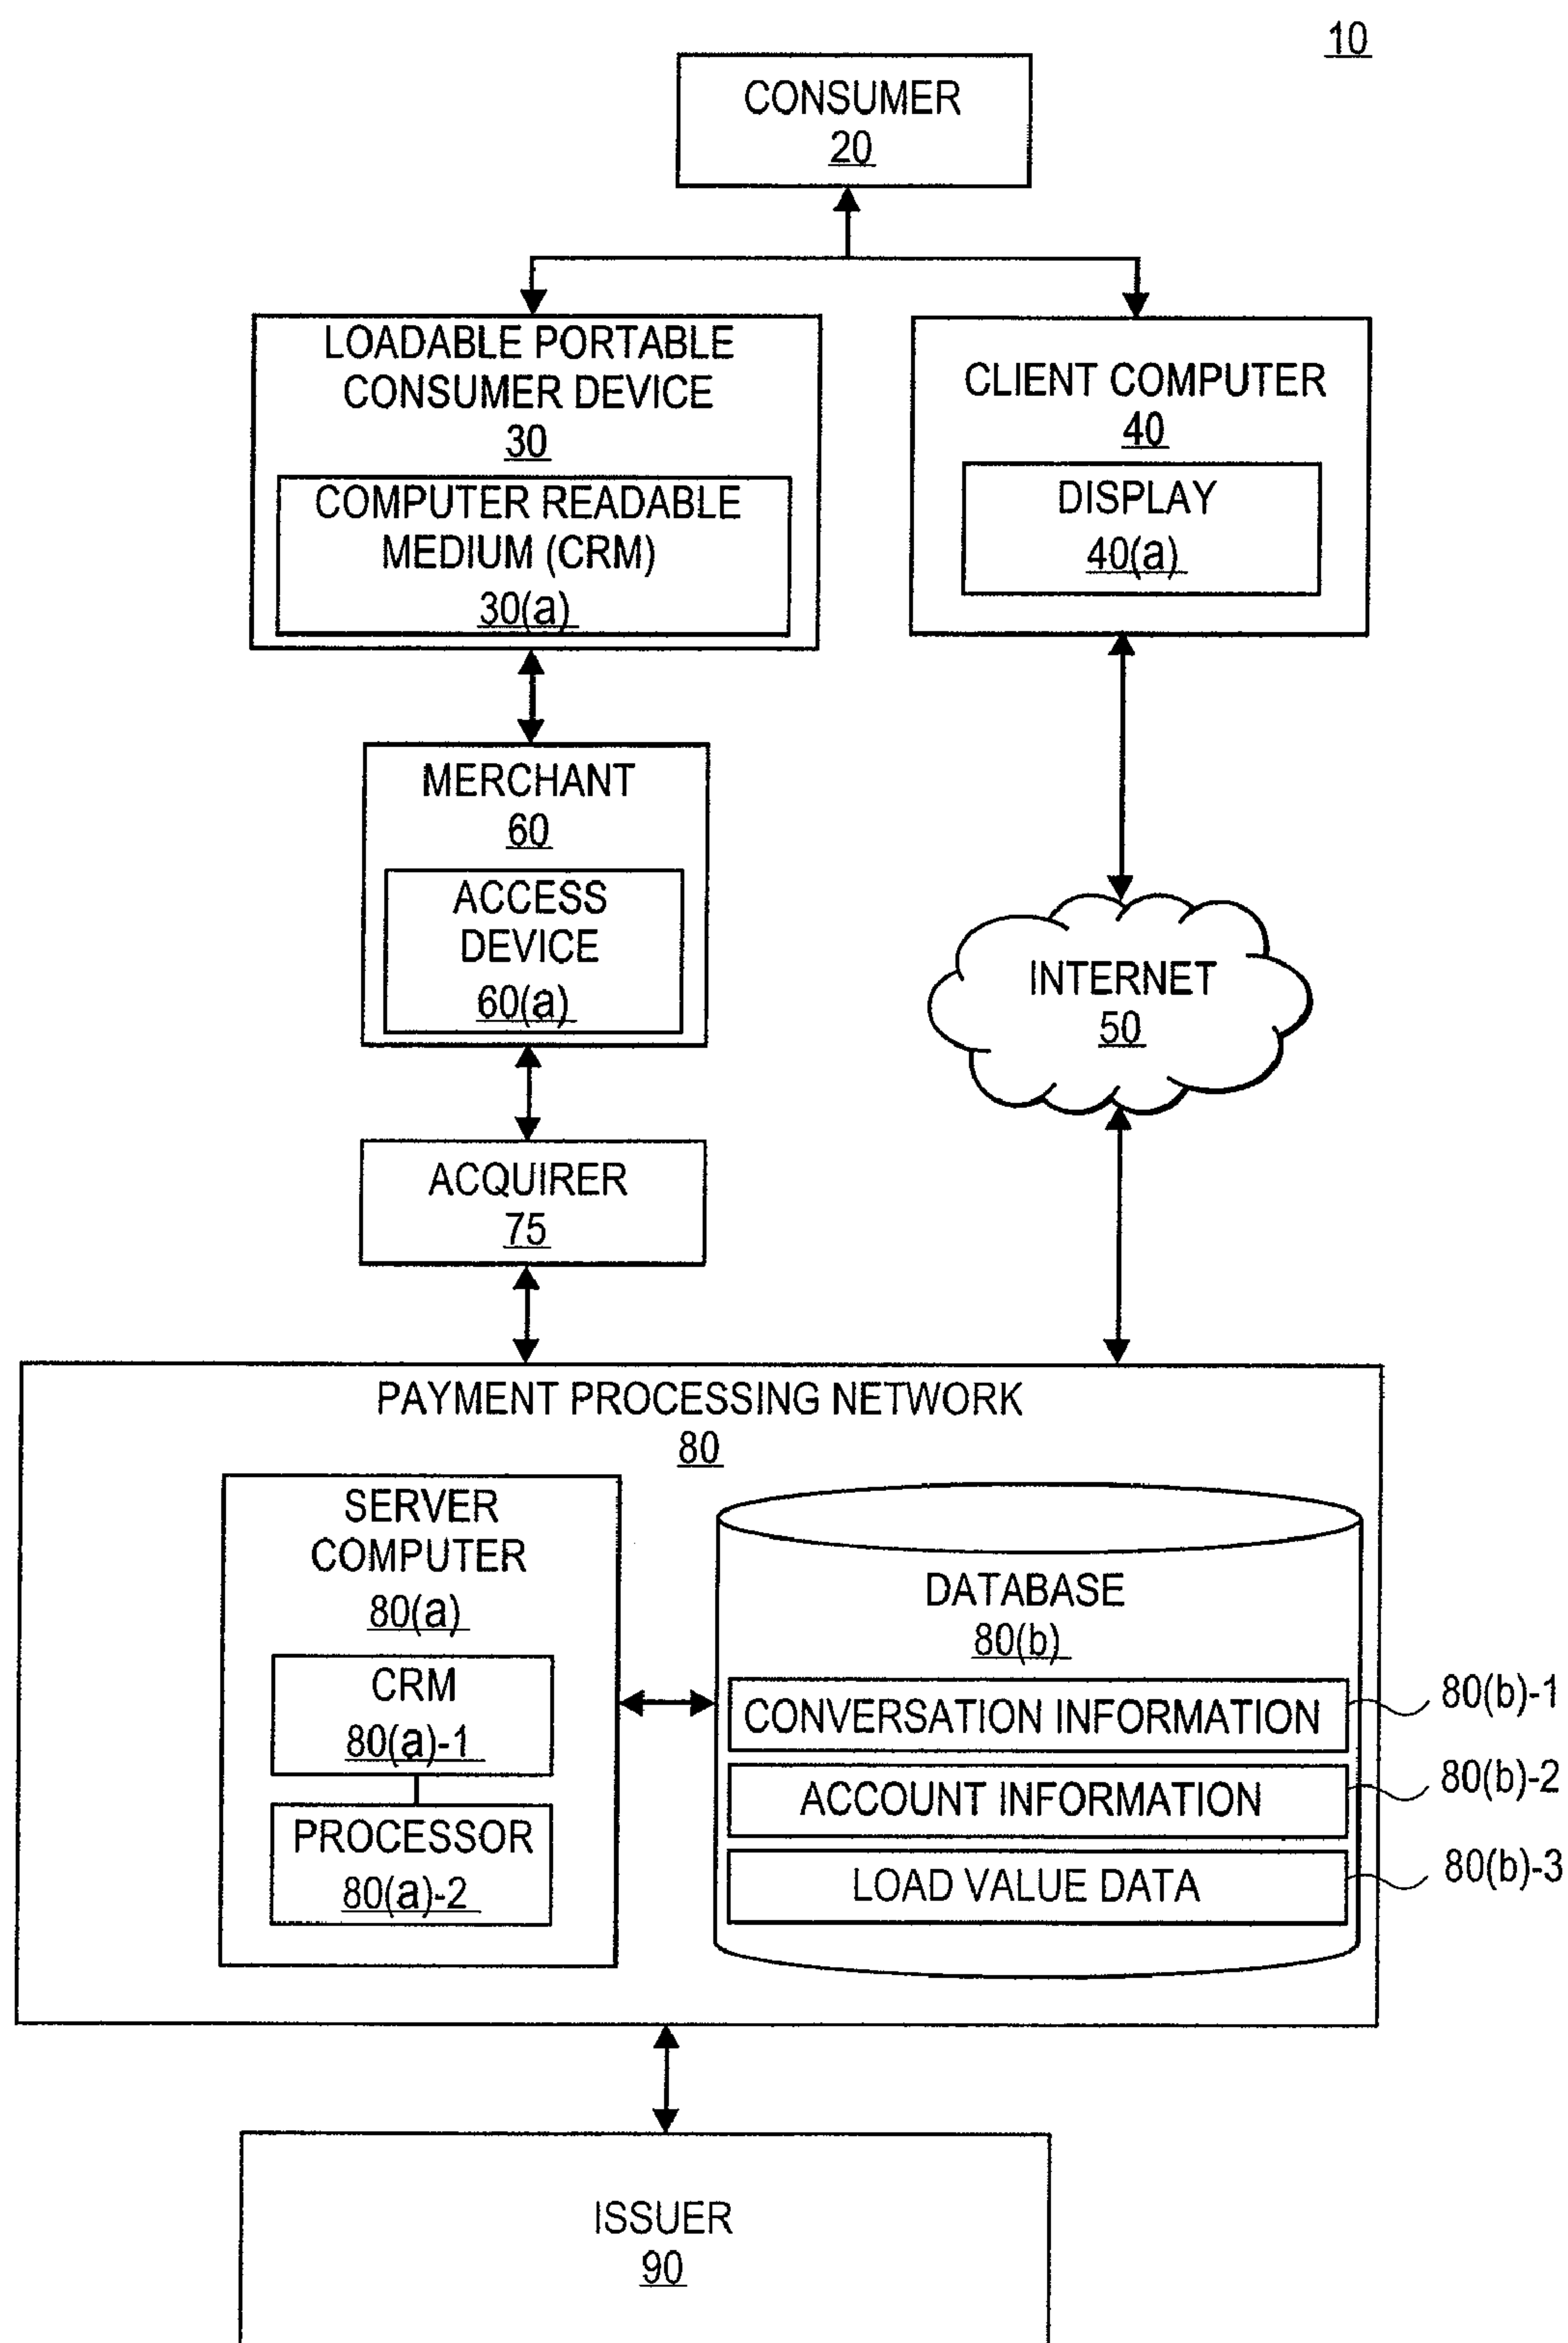 10
CONSUMER
20
LOADABLE PORTABLE
CONSUMER DEVICE
30
COMPUTER READABLE
MEDIUM (CRM)
30(a)
CLIENT COMPUTER
40
DISPLAY
40(a)
MERCHANT
60
ACCESS
DEVICE
60(a)
INTERNET
50
ACQUIRER
75
PAYMENT PROCESSING NETWORK
80
SERVER
COMPUTER
80(a)
CRM
80(a)-1
PROCESSOR
80(a)-2
DATABASE
80(b)
CONVERSATION INFORMATION
80(b)-1
ACCOUNT INFORMATION
80(b)-2
LOAD VALUE DATA
80(b)-3
ISSUER
90